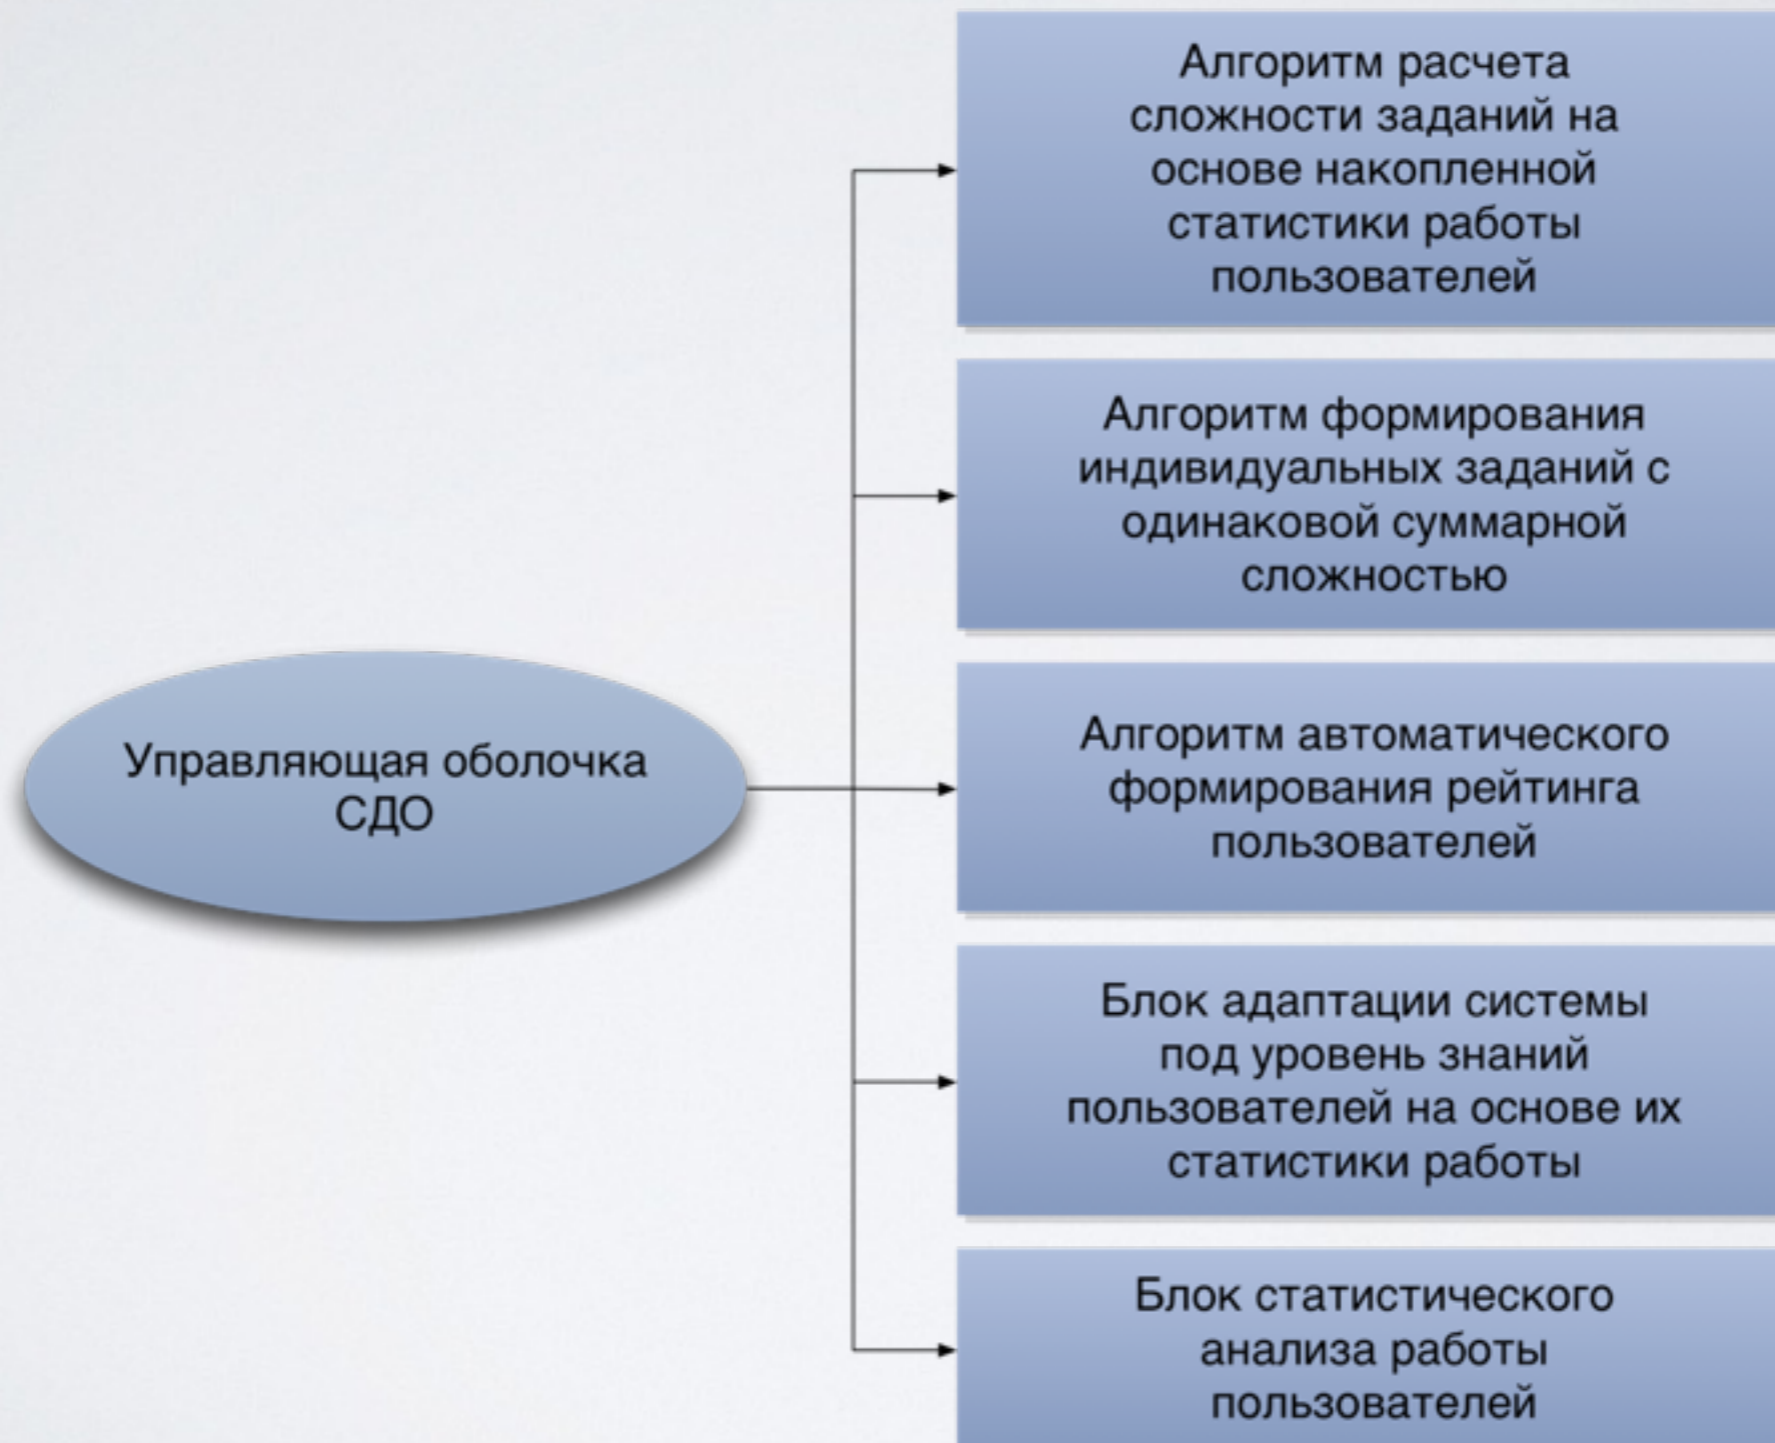 Алгоритм расчета
сложности заданий на
основе накопленной
статистики работы
пользователей
Алгоритм формирования
индивидуальных заданий с
одинаковой суммарной
сложностью
Управляющая оболочка
СДО
Алгоритм автоматического
формирования рейтинга
пользователей
Блок адаптации системы
под уровень знаний
пользователей на основе их
статистики работы
Блок статистического
анализа работы
пользователей